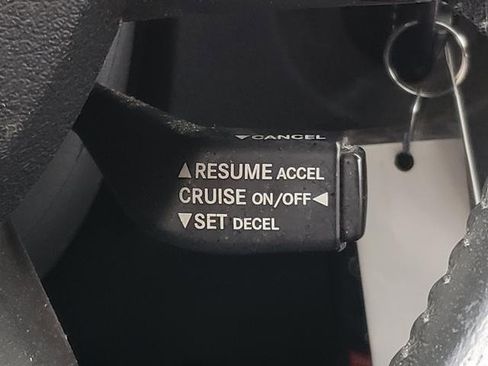 ▼CANCEL
▲RESUME ACCEL
CRUISE ON/OFF◄
▼SET DECEL